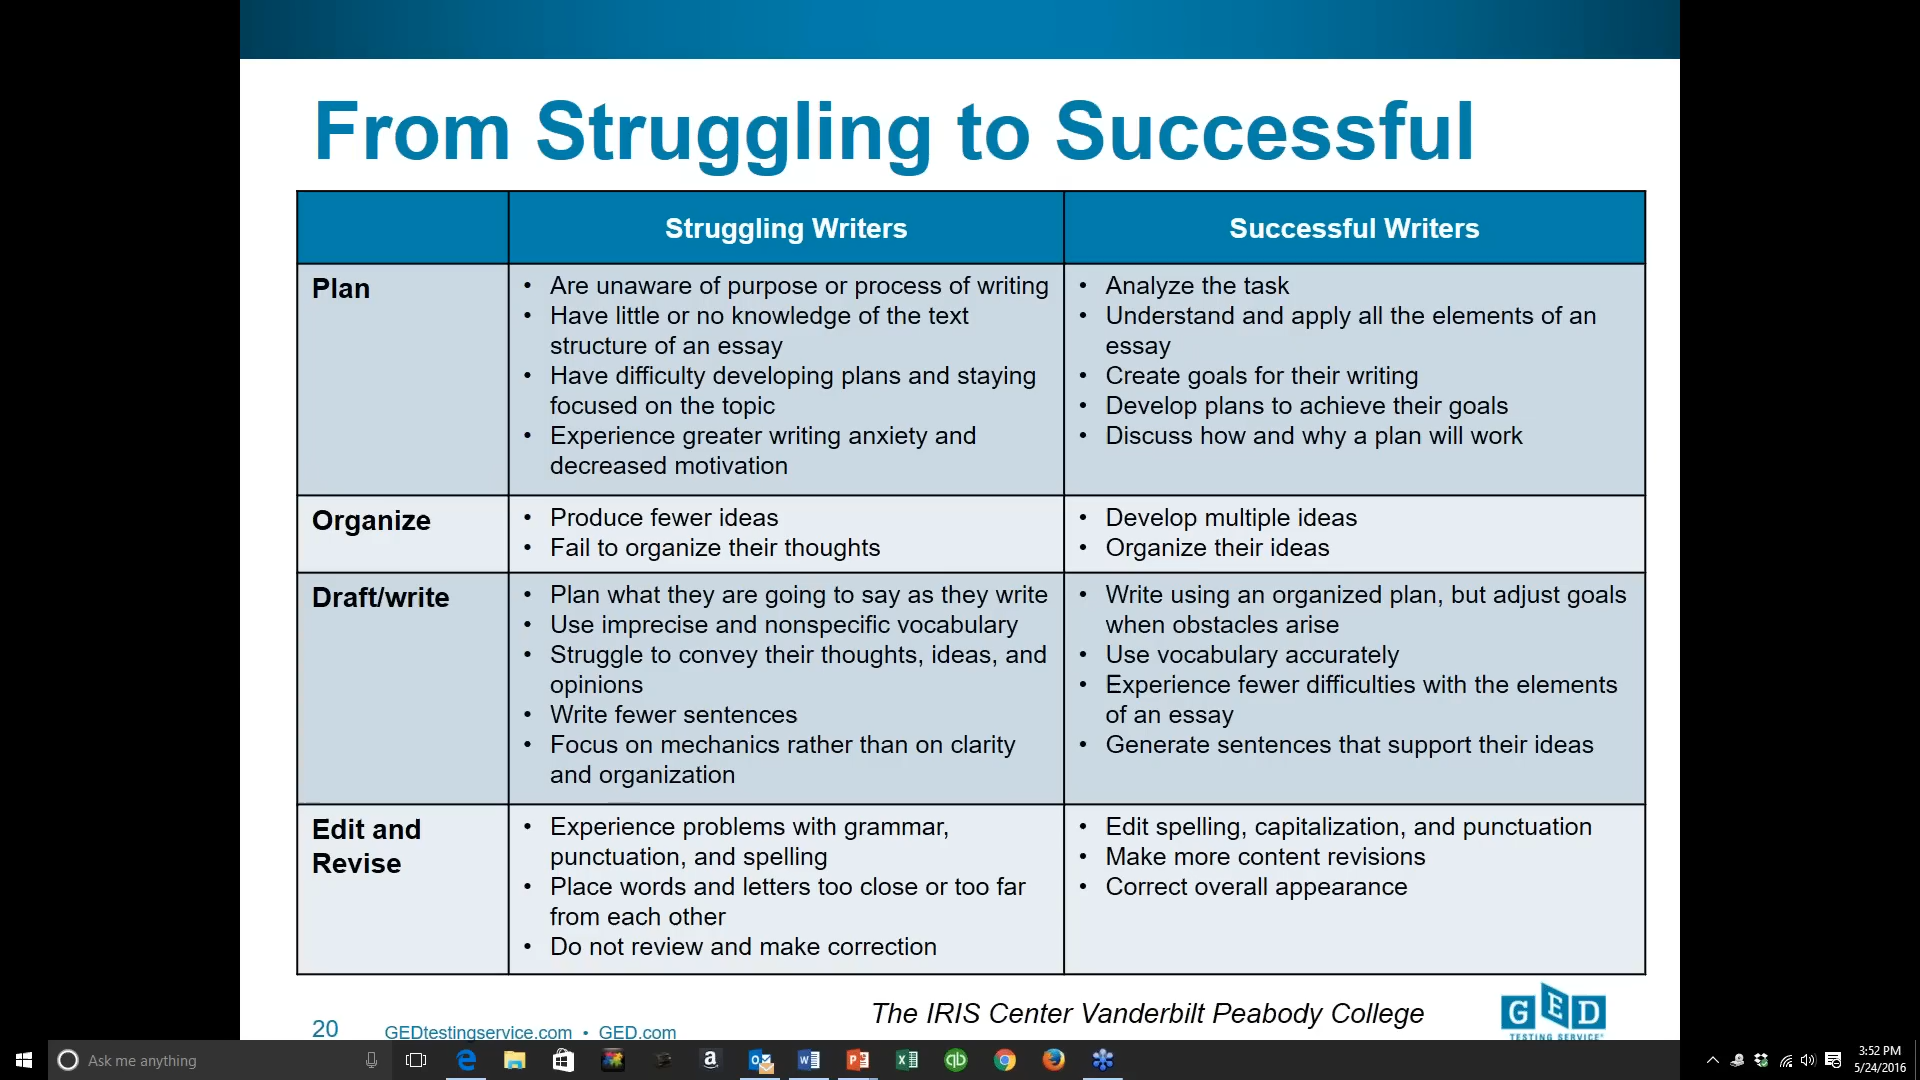 From Struggling to Successful
Struggling Writers
Successful Writers
Plan
• Are unaware of purpose or process of writing
• Have little or no knowledge of the text
structure of an essay
• Have difficulty developing plans and staying
focused on the topic
• Experience greater writing anxiety and
decreased motivation
• Analyze the task
• Understand and apply all the elements of an
essay
• Create goals for their writing
• Develop plans to achieve their goals
• Discuss how and why a plan will work
Organize
• Produce fewer ideas
• Fail to organize their thoughts
• Develop multiple ideas
• Organize their ideas
Draft/write
• Plan what they are going to say as they write
• Use imprecise and nonspecific vocabulary
• Struggle to convey their thoughts, ideas, and
opinions
• Write fewer sentences
• Focus on mechanics rather than on clarity
and organization
• Write using an organized plan, but adjust goals
when obstacles arise
• Use vocabulary accurately
• Experience fewer difficulties with the elements
of an essay
• Generate sentences that support their ideas
Edit and
Revise
• Experience problems with grammar,
punctuation, and spelling
• Place words and letters too close or too far
from each other
• Do not review and make correction
• Edit spelling, capitalization, and punctuation
• Make more content revisions
• Correct overall appearance
The IRIS Center Vanderbilt Peabody College
20
GEDtestingservice.com • GED.com
GED
TESTING SERVICE®
Ask me anything
3:52 PM
5/24/2016